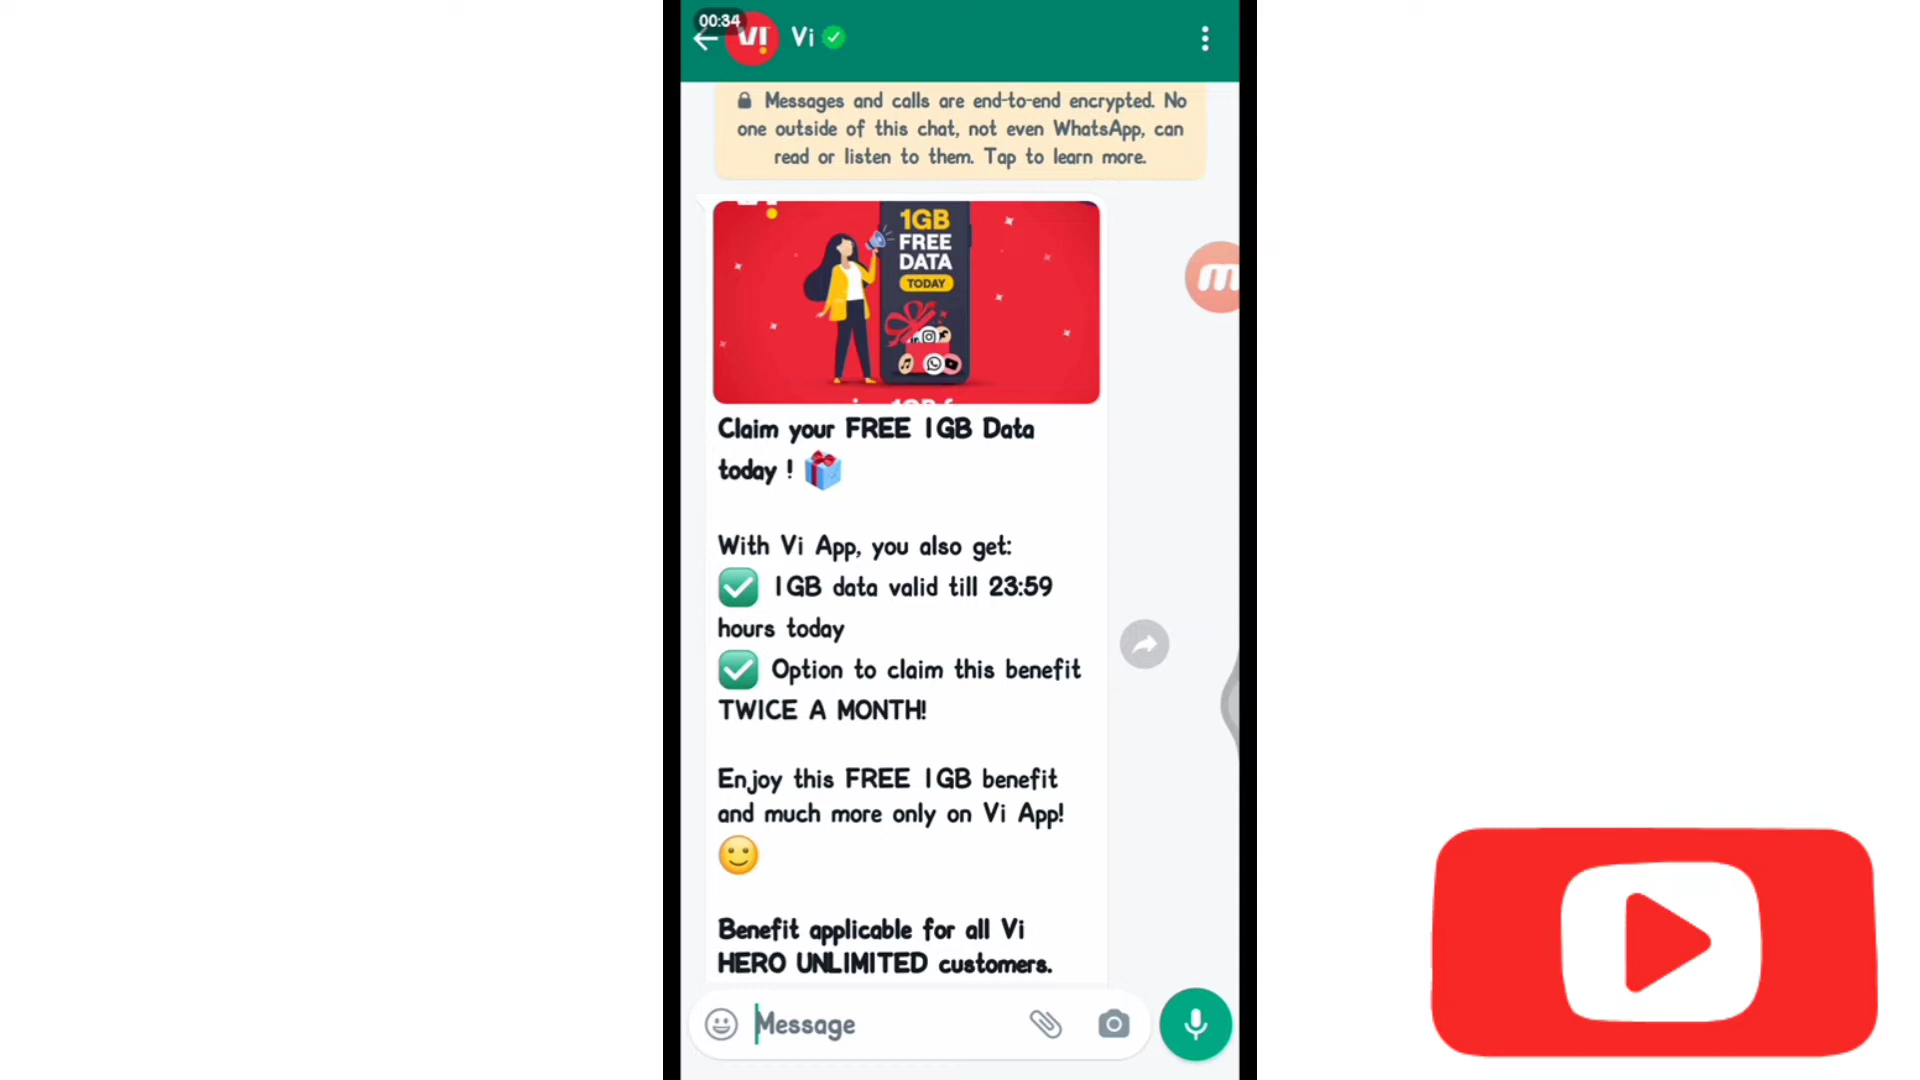 00:34
VI Vi
Messages and calls are end-to-end encrypted. No
one outside of this chat, not even WhatsApp, can
read or listen to them. Tap to learn more.
1GB
FREE
DATA
TODAY
Claim your FREE 1GB Data
today !
With Vi App, you also get:
1GB data valid till 23:59
hours today
Option to claim this benefit
TWICE A MONTH!
Enjoy this FREE 1GB benefit
and much more only on Vi App!
Benefit applicable for all Vi
HERO UNLIMITED customers.
Message